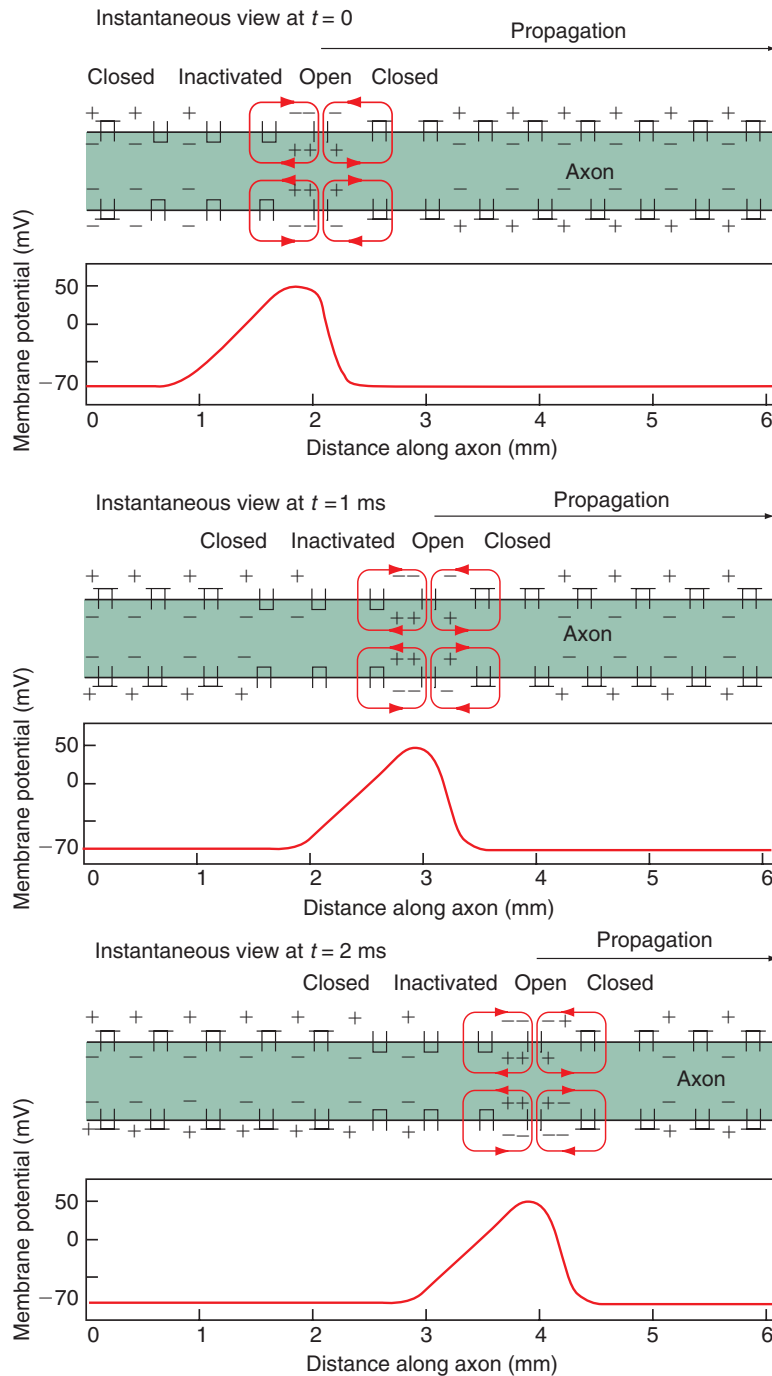 Instantaneous view at t = 0
Propagation
Closed Inactivated Open Closed
Axon
Membrane potential (mV)
50
0
−70
0 1 2 3 4 5 6
Distance along axon (mm)
Instantaneous view at t = 1 ms
Propagation
Closed Inactivated Open Closed
Axon
Membrane potential (mV)
50
0
−70
0 1 2 3 4 5 6
Distance along axon (mm)
Instantaneous view at t = 2 ms
Propagation
Closed Inactivated Open Closed
Axon
Membrane potential (mV)
50
0
−70
0 1 2 3 4 5 6
Distance along axon (mm)